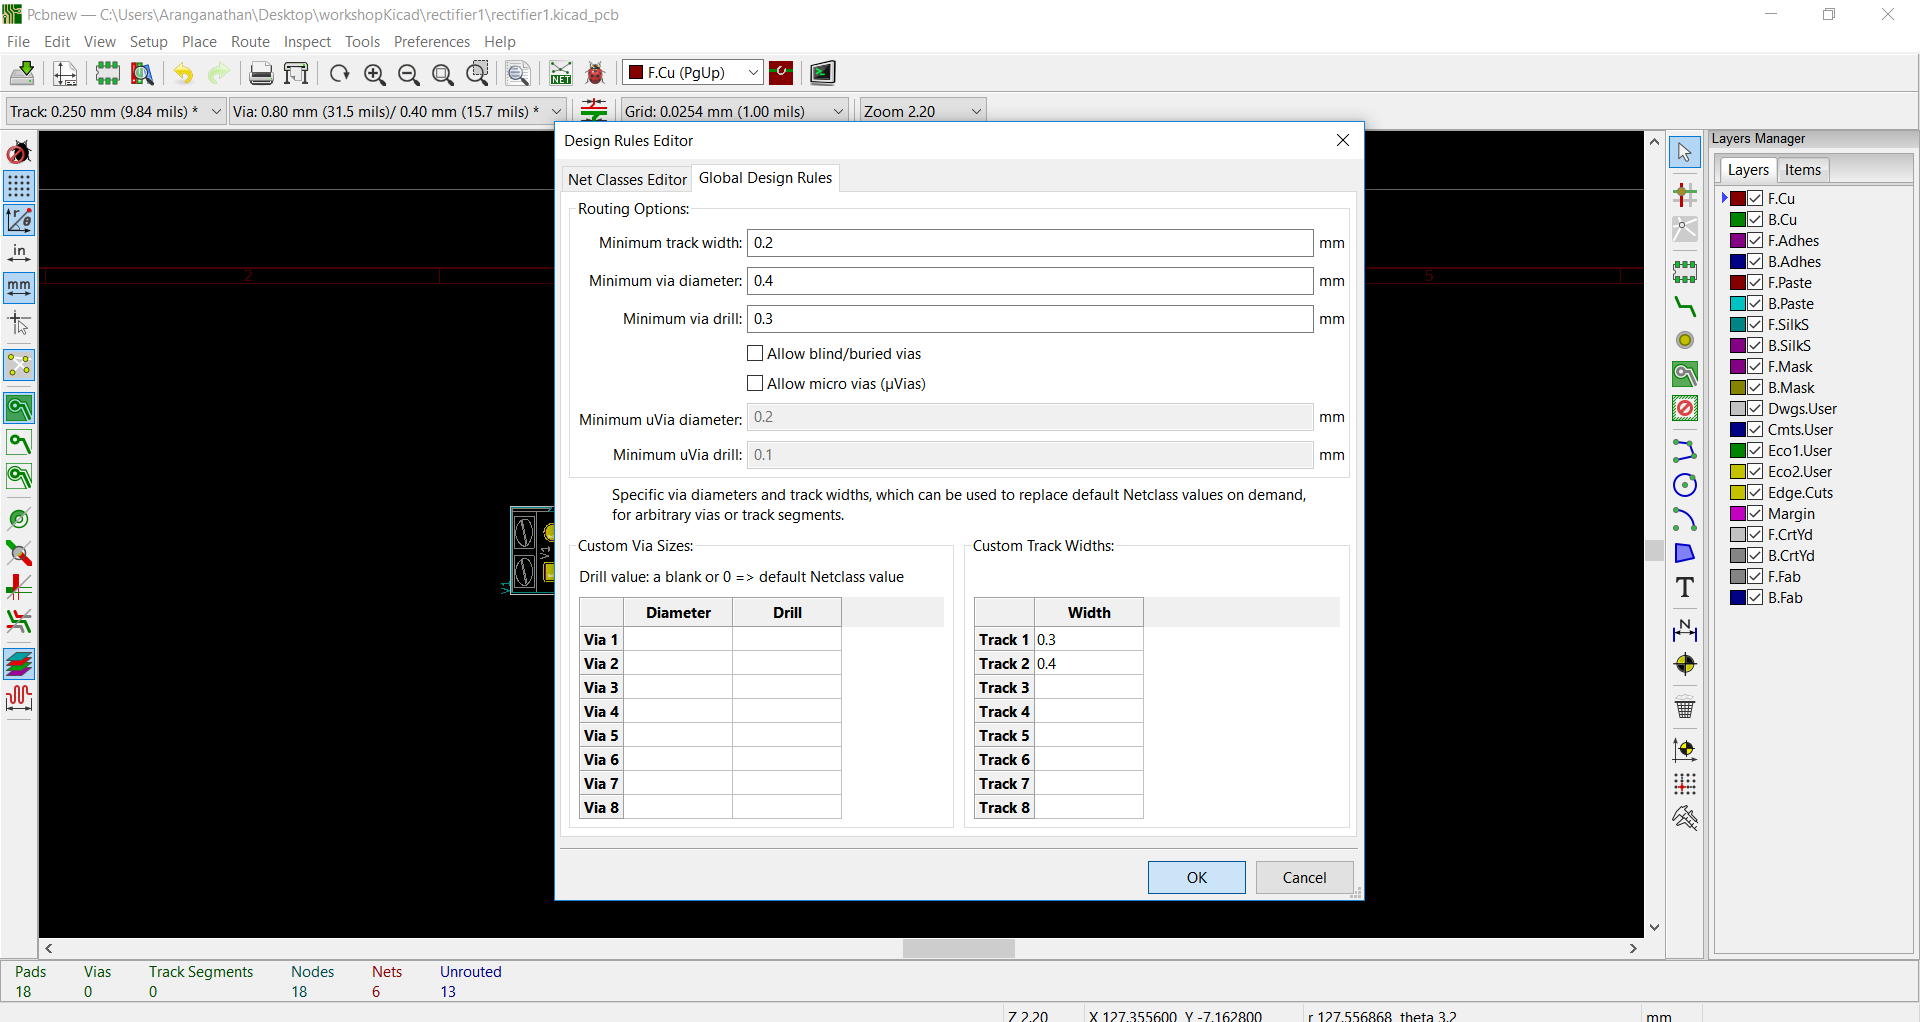 Pcbnew — C:\Users\Aranganathan\Desktop\workshopKicad\rectifier1\rectifier1.kicad_pcb
File Edit View Setup Place Route Inspect Tools Preferences Help
NET
F.Cu (PgUp)
Track: 0.250 mm (9.84 mils) * Via: 0.80 mm (31.5 mils)/ 0.40 mm (15.7 mils) * Grid: 0.0254 mm (1.00 mils) Zoom 2.20
in
mm
2
5
V1
V1
Design Rules Editor
Net Classes Editor Global Design Rules
Routing Options:
Minimum track width: 0.2 mm
Minimum via diameter: 0.4 mm
Minimum via drill: 0.3 mm
Allow blind/buried vias
Allow micro vias (µVias)
Minimum uVia diameter: 0.2 mm
Minimum uVia drill: 0.1 mm
Specific via diameters and track widths, which can be used to replace default Netclass values on demand,
for arbitrary vias or track segments.
Custom Via Sizes:
Drill value: a blank or 0 => default Netclass value
Diameter Drill
Via 1
Via 2
Via 3
Via 4
Via 5
Via 6
Via 7
Via 8
Custom Track Widths:
Width
Track 1 0.3
Track 2 0.4
Track 3
Track 4
Track 5
Track 6
Track 7
Track 8
OK Cancel
T
N
Layers Manager
Layers Items
F.Cu
B.Cu
F.Adhes
B.Adhes
F.Paste
B.Paste
F.SilkS
B.SilkS
F.Mask
B.Mask
Dwgs.User
Cmts.User
Eco1.User
Eco2.User
Edge.Cuts
Margin
F.CrtYd
B.CrtYd
F.Fab
B.Fab
Pads Vias Track Segments Nodes Nets Unrouted
18 0 0 18 6 13
Z 2.20 X 127.355600 Y -7.162800 r 127.556868 theta 3.2 mm